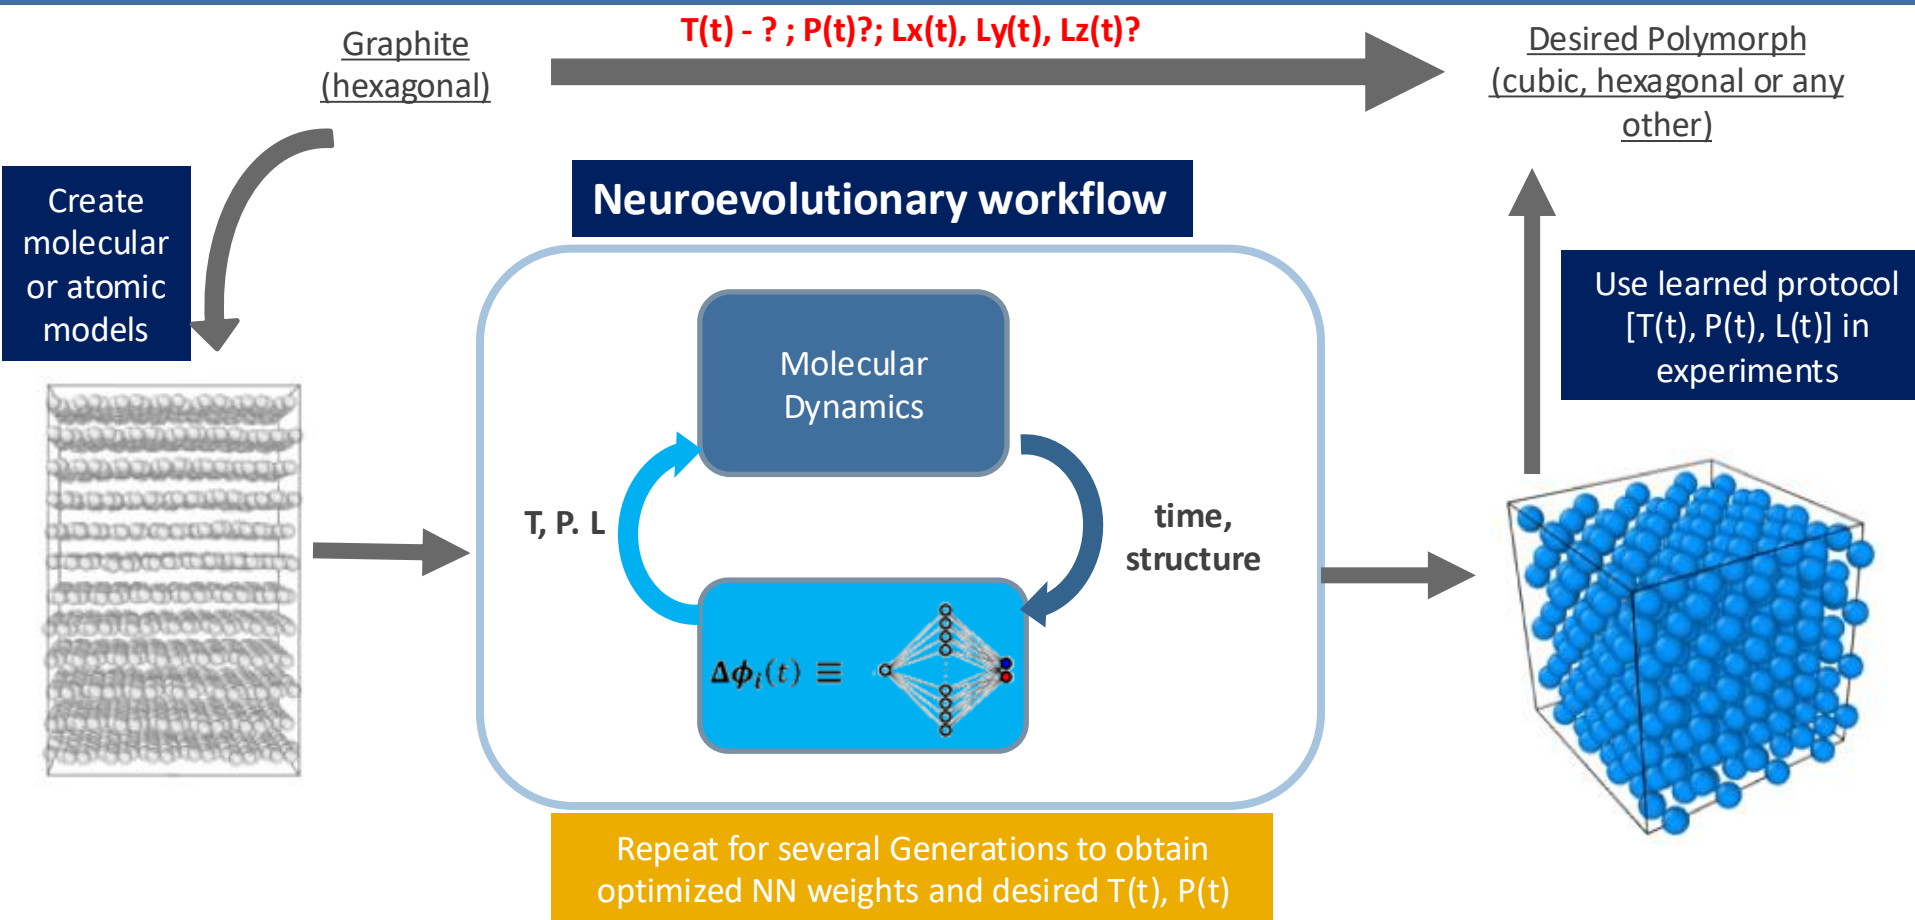 T(t) - ? ; P(t)?; Lx(t), Ly(t), Lz(t)?
Graphite
(hexagonal)
Desired Polymorph
(cubic, hexagonal or any
other)
Create
molecular
or atomic
models
Neuroevolutionary workflow
Molecular
Dynamics
T, P. L
time,
structure
Δϕᵢ(t) ≡
Use learned protocol
[T(t), P(t), L(t)] in
experiments
Repeat for several Generations to obtain
optimized NN weights and desired T(t), P(t)